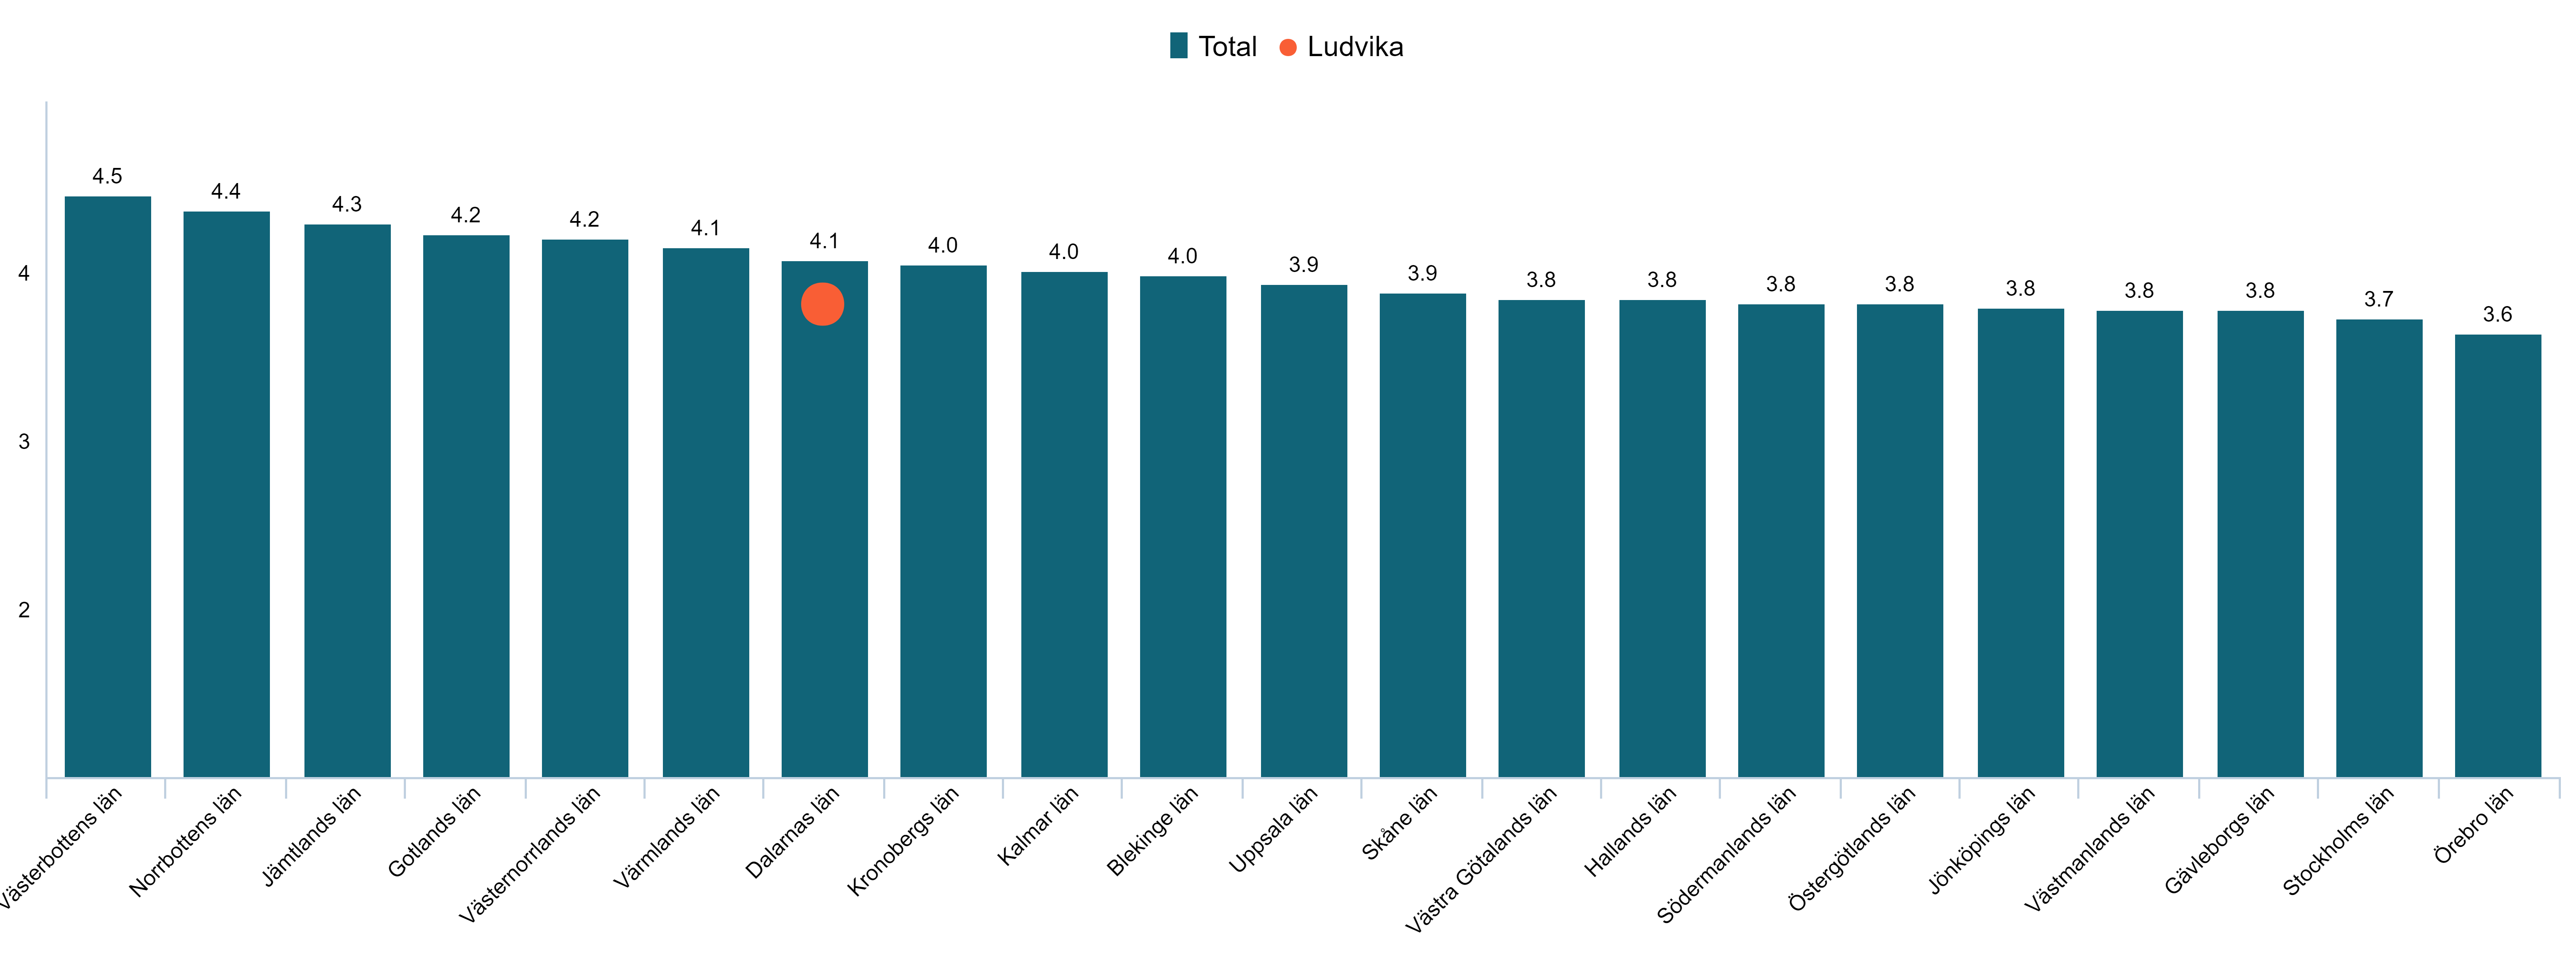 Total Ludvika
4.5 4.4 4.3 4.2 4.2 4.1 4.1 4.0 4.0 4.0 3.9 3.9 3.8 3.8 3.8 3.8 3.8 3.8 3.8 3.7 3.6
4
3
2
Västerbottens län
Norrbottens län
Jämtlands län
Gotlands län
Västernorrlands län
Värmlands län
Dalarnas län
Kronobergs län
Kalmar län
Blekinge län
Uppsala län
Skåne län
Västra Götalands län
Hallands län
Södermanlands län
Östergötlands län
Jönköpings län
Västmanlands län
Gävleborgs län
Stockholms län
Örebro län